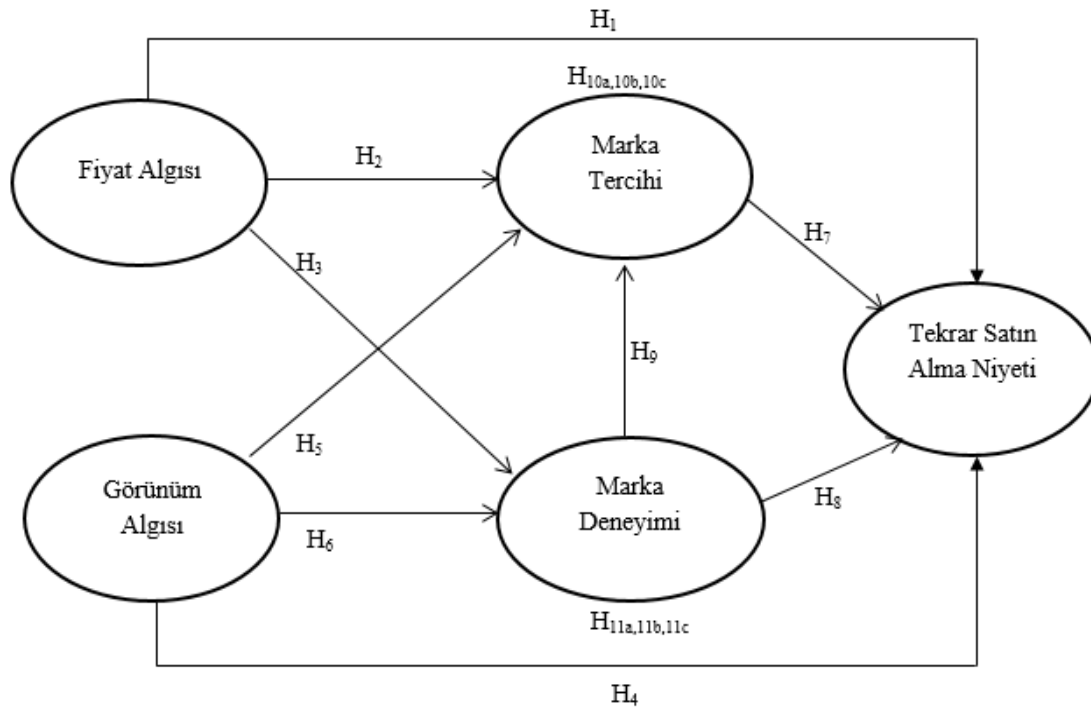 H1
H10a,10b,10c
Fiyat Algısı
H2
Marka
Tercihi
H3
H7
Tekrar Satın
Alma Niyeti
H9
H5
Görünüm
Algısı
H6
Marka
Deneyimi
H8
H11a,11b,11c
H4